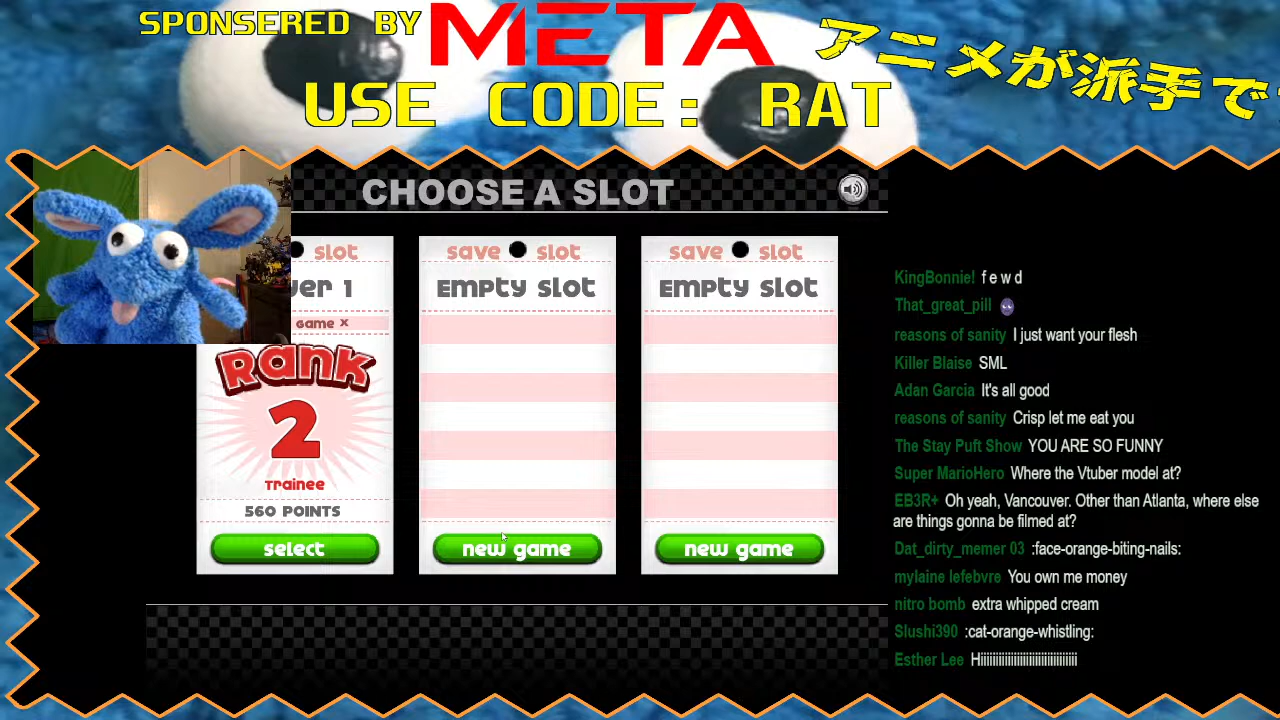 SPONSERED BY META
アニメが派手で
USE CODE: RAT
CHOOSE A SLOT
slot
save slot
save slot
er 1
Empty Slot
Empty Slot
Game x
Rank
2
Trainee
560 POINTS
select
new game
new game
KingBonnie! f e w d
That_great_pill
reasons of sanity I just want your flesh
Killer Blaise SML
Adan Garcia It's all good
reasons of sanity Crisp let me eat you
The Stay Puft Show YOU ARE SO FUNNY
Super MarioHero Where the Vtuber model at?
EB3R+ Oh yeah, Vancouver. Other than Atlanta, where else
are things gonna be filmed at?
Dat_dirty_memer 03 :face-orange-biting-nails:
mylaine lefebvre You own me money
nitro bomb extra whipped cream
Slushi390 :cat-orange-whistling:
Esther Lee Hiiiiiiiiiiiiiiiiiiiiiiiiiiiiiii